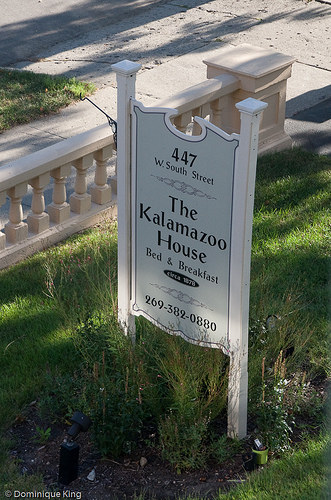 447
W. South Street
The
Kalamazoo
House
Bed & Breakfast
circa 1878
269-382-0880
© Dominique King